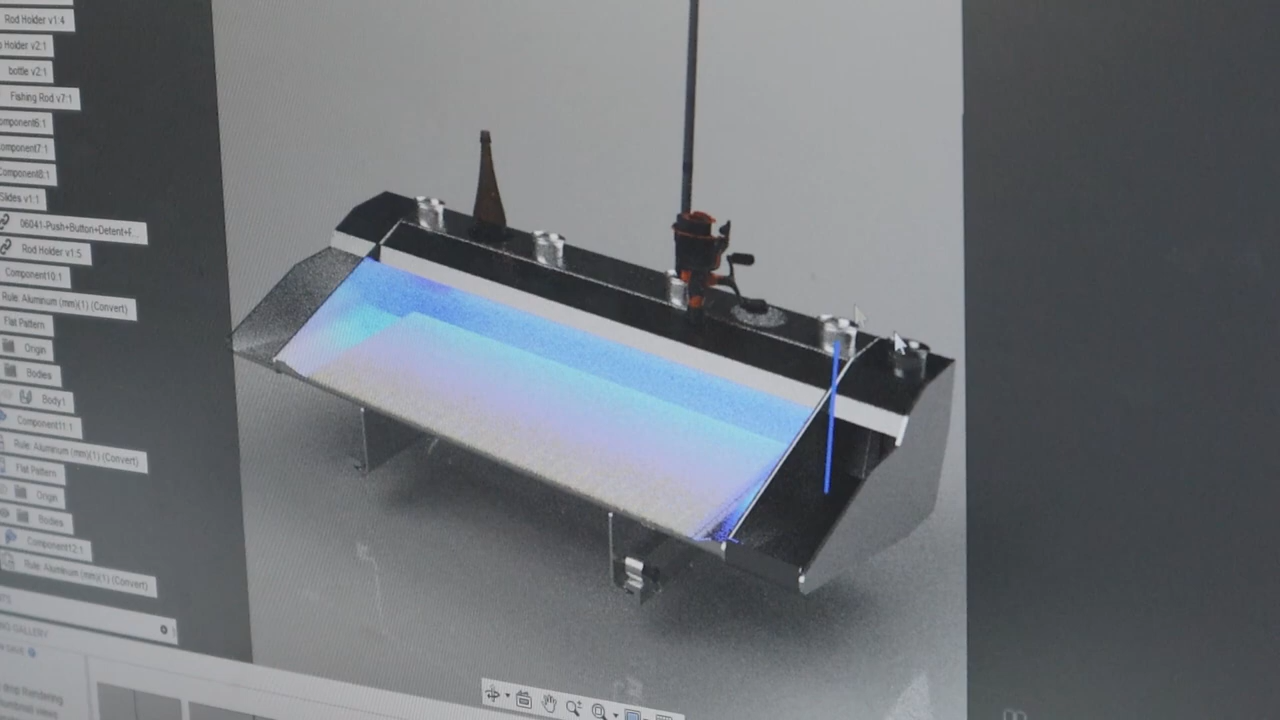 Rod Holder v1:4
Holder v2:1
bottle v2:1
Fishing Rod v7:1
omponent6:1
omponent7:1
Component8:1
Slides v1:1
06041-Push+Button+Detent+F...
Rod Holder v1:5
Component10:1
Rule: Aluminum (mm)(1) (Convert)
Flat Pattern
Origin
Bodies
Body1
Component11:1
Rule: Aluminum (mm)(1) (Convert)
Flat Pattern
Origin
Bodies
Component12:1
Rule: Aluminum (mm)(1) (Convert)
GALLERY
drop Rendering